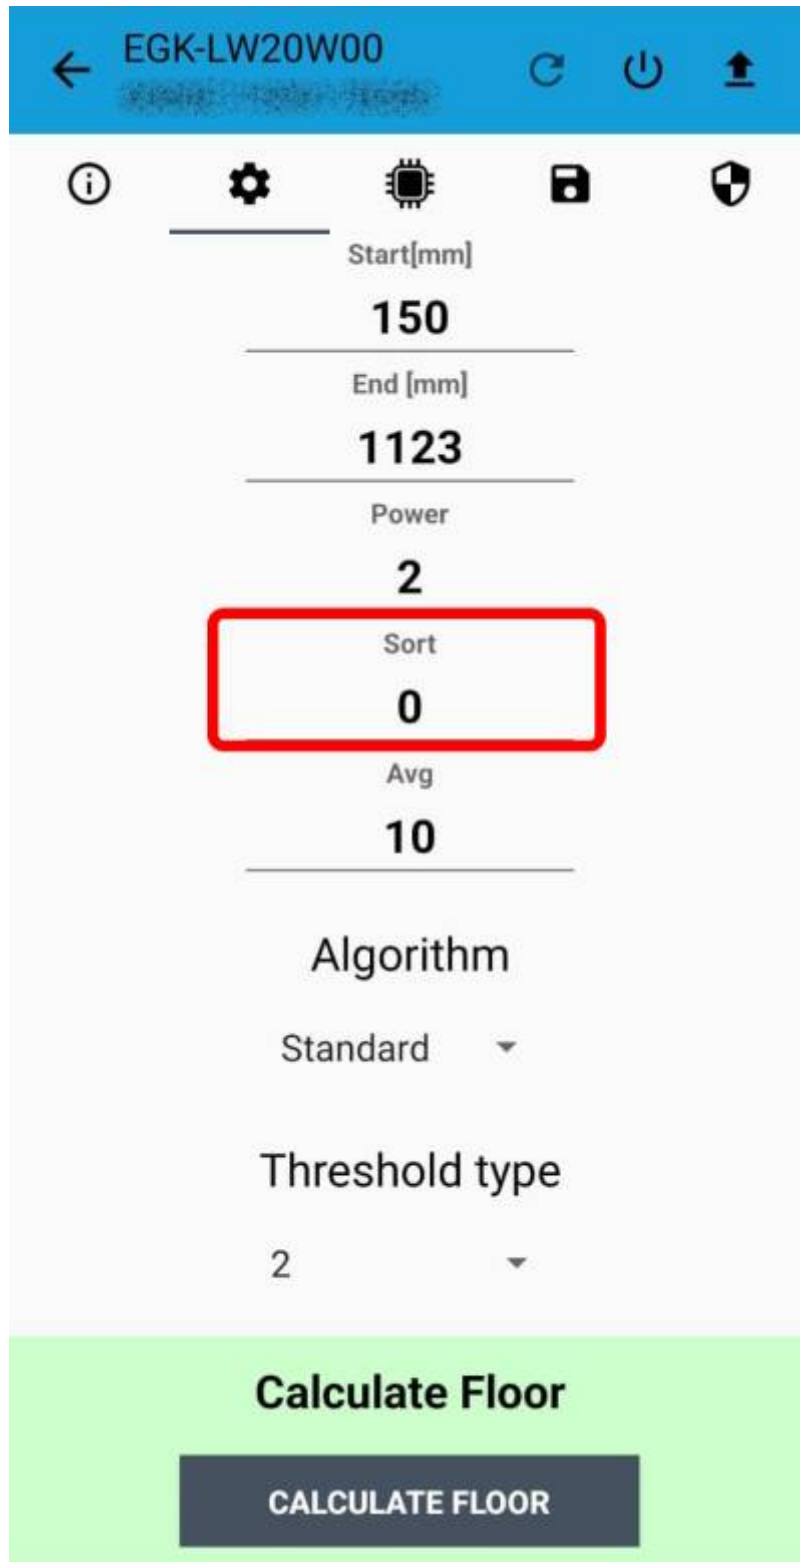 EGK-LW20W00
Start[mm]
150
End [mm]
1123
Power
2
Sort
0
Avg
10
Algorithm
Standard
Threshold type
2
Calculate Floor
CALCULATE FLOOR